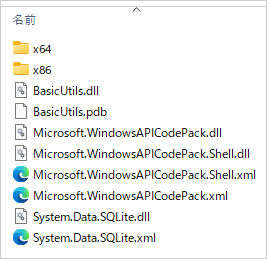 名前
x64
x86
BasicUtils.dll
BasicUtils.pdb
Microsoft.WindowsAPICodePack.dll
Microsoft.WindowsAPICodePack.Shell.dll
Microsoft.WindowsAPICodePack.Shell.xml
Microsoft.WindowsAPICodePack.xml
System.Data.SQLite.dll
System.Data.SQLite.xml